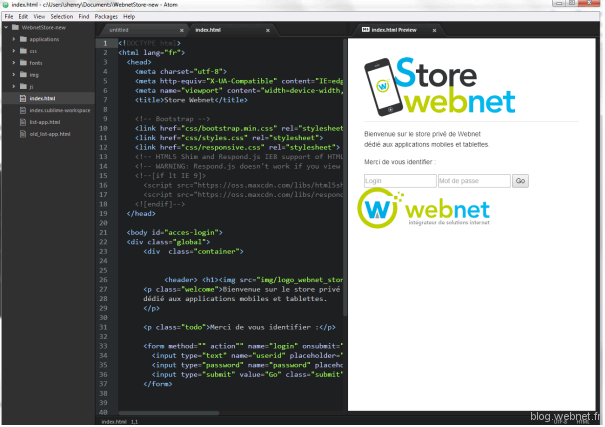 index.html - c:\Users\sherry\Documents\WebnetStore-new - Atom
File Edit View Selection Find Packages Help
WebnetStore-new
applications
css
fonts
img
js
index.html
index.sublime-workspace
list-app.html
old_list-app.html
untitled
index.html
index.html Preview
1 <!DOCTYPE html>
2 <html lang="fr">
3 <head>
4 <meta charset="utf-8">
5 <meta http-equiv="X-UA-Compatible" content="IE=edg
6 <meta name="viewport" content="width=device-width,
7 <title>Store Webnet</title>
8
9 <!-- Bootstrap -->
10 <link href="css/bootstrap.min.css" rel="stylesheet
11 <link href="css/styles.css" rel="stylesheet">
12 <link href="css/responsive.css" rel="stylesheet">
13 <!-- HTML5 Shim and Respond.js IE8 support of HTML
14 <!-- WARNING: Respond.js doesn't work if you view
15 <!--[if lt IE 9]>
16 <script src="https://oss.maxcdn.com/libs/html5sh
17 <script src="https://oss.maxcdn.com/libs/respond
18 <![endif]-->
19 </head>
20
21 <body id="acces-login">
22 <div class="global">
23 <div class="container">
24
25
26 <header> <h1><img src="img/logo_webnet_stor
27 <p class="welcome">Bienvenue sur le store privé
28 dédié aux applications mobiles et tablettes.
29 </p>
30
31 <p class="todo">Merci de vous identifier :</p>
32
33 <form method="" action"" name="login" onsubmit="
34 <input type="text" name="userid" placeholder="
35 <input type="password" name="password" placeho
36 <input type="submit" value="Go" class="submit"
37 </form>
38
39
40
Store
webnet
Bienvenue sur le store privé de Webnet
dédié aux applications mobiles et tablettes.
Merci de vous identifier :
Login
Mot de passe
Go
webnet
intégrateur de solutions internet
index.html 1,1
UTF-8 HTML
blog.webnet.fr